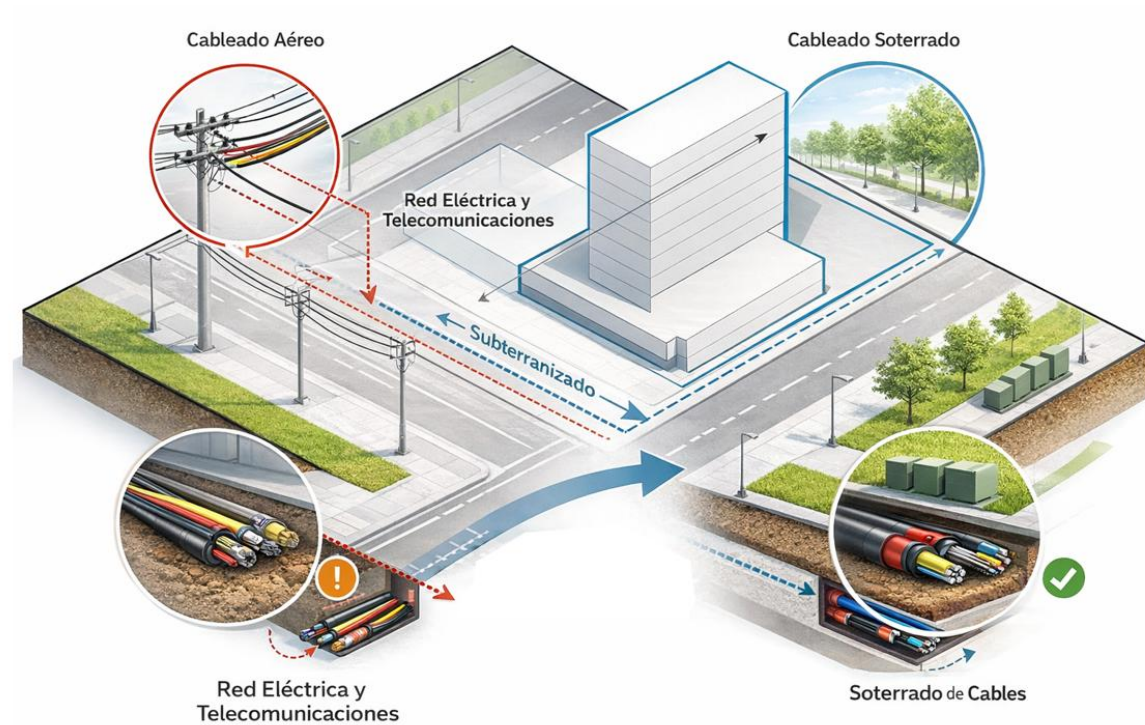 Cableado Aéreo
Cableado Soterrado
Red Eléctrica y
Telecomunicaciones
Subterranizado
!
Red Eléctrica y
Telecomunicaciones
Soterrado de Cables